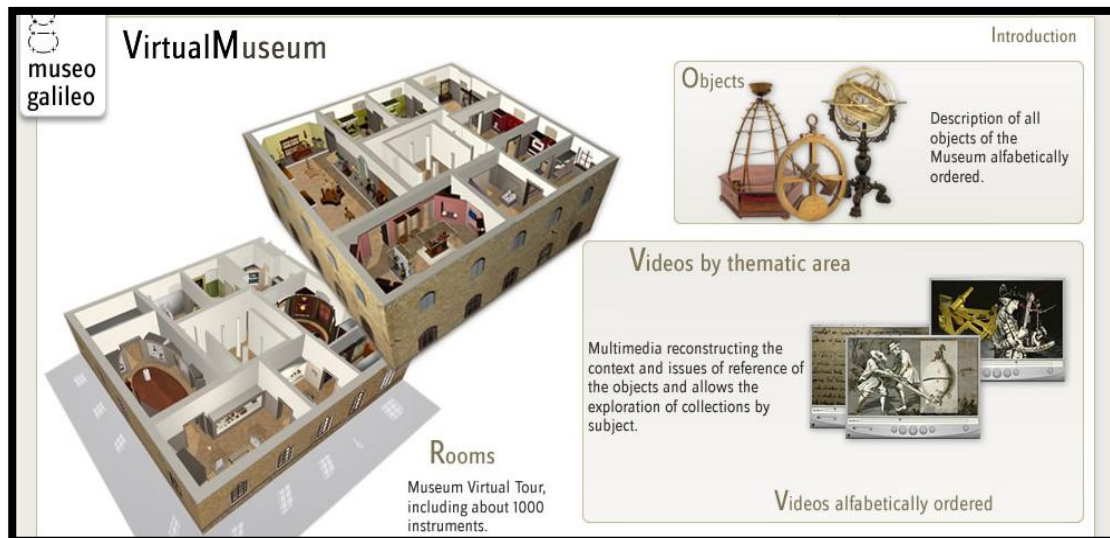 museo
galileo
VirtualMuseum
Introduction
Objects
Description of all
objects of the
Museum alfabetically
ordered.
Videos by thematic area
Multimedia reconstructing the
context and issues of reference of
the objects and allows the
exploration of collections by
subject.
Rooms
Museum Virtual Tour,
including about 1000
instruments.
Videos alfabetically ordered